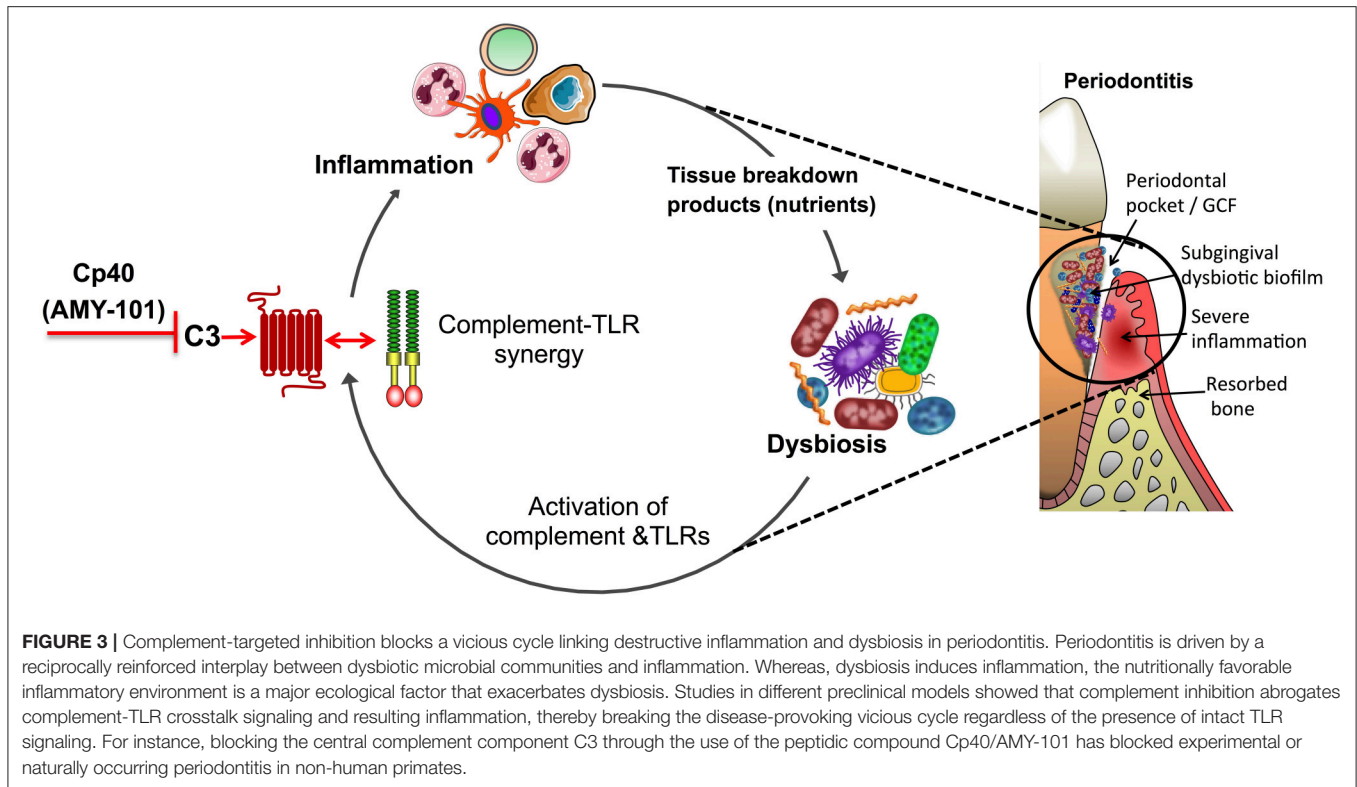 Inflammation
Tissue breakdown
products (nutrients)
Cp40
(AMY-101)
C3
Complement-TLR
synergy
Dysbiosis
Activation of
complement &TLRs
Periodontitis
Periodontal
pocket / GCF
Subgingival
dysbiotic biofilm
Severe
inflammation
Resorbed
bone
FIGURE 3 | Complement-targeted inhibition blocks a vicious cycle linking destructive inflammation and dysbiosis in periodontitis. Periodontitis is driven by a
reciprocally reinforced interplay between dysbiotic microbial communities and inflammation. Whereas, dysbiosis induces inflammation, the nutritionally favorable
inflammatory environment is a major ecological factor that exacerbates dysbiosis. Studies in different preclinical models showed that complement inhibition abrogates
complement-TLR crosstalk signaling and resulting inflammation, thereby breaking the disease-provoking vicious cycle regardless of the presence of intact TLR
signaling. For instance, blocking the central complement component C3 through the use of the peptidic compound Cp40/AMY-101 has blocked experimental or
naturally occurring periodontitis in non-human primates.